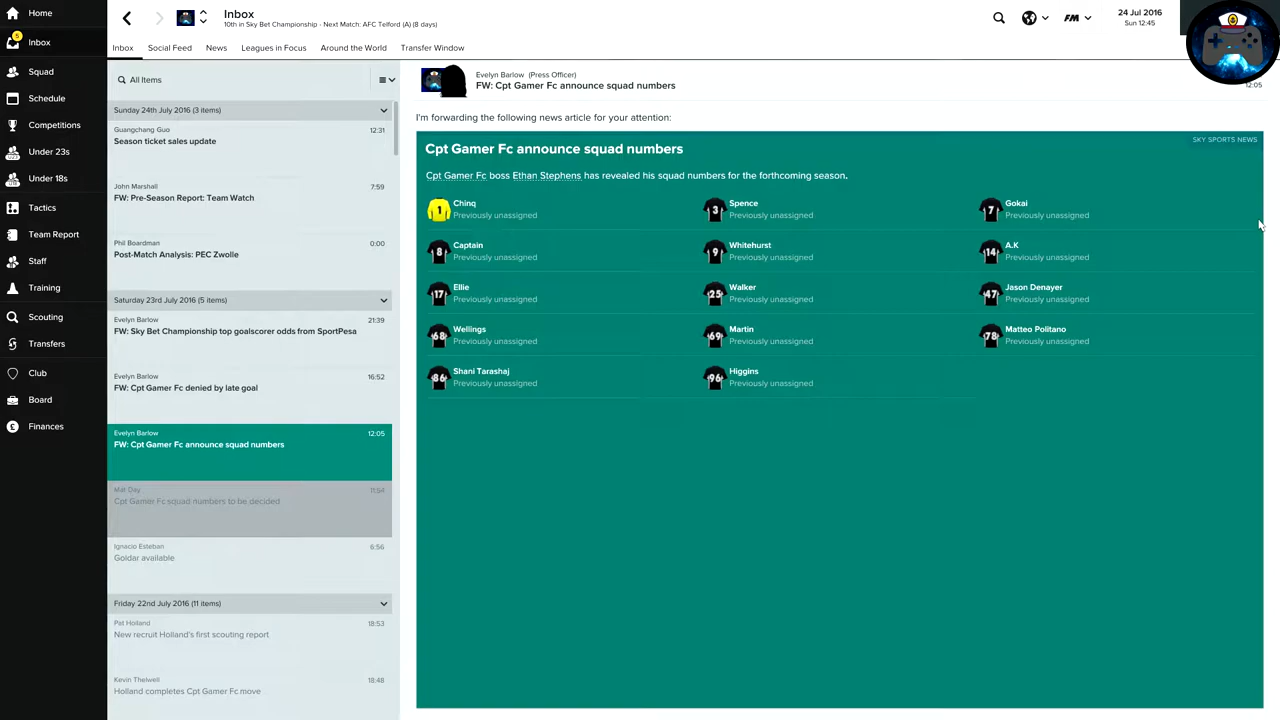 Home
5
Inbox
Squad
Schedule
Competitions
Under 23s
Under 18s
Tactics
Team Report
Staff
Training
Scouting
Transfers
Club
Board
Finances
Inbox
10th in Sky Bet Championship - Next Match: AFC Telford (A) (8 days)
FM
24 Jul 2016
Sun 12:45
Inbox Social Feed News Leagues in Focus Around the World Transfer Window
All Items
Sunday 24th July 2016 (3 items)
Guangchang Guo 12:31
Season ticket sales update
John Marshall 7:59
FW: Pre-Season Report: Team Watch
Phil Boardman 0:00
Post-Match Analysis: PEC Zwolle
Saturday 23rd July 2016 (5 items)
Evelyn Barlow 21:39
FW: Sky Bet Championship top goalscorer odds from SportPesa
Evelyn Barlow 16:52
FW: Cpt Gamer Fc denied by late goal
Evelyn Barlow 12:05
FW: Cpt Gamer Fc announce squad numbers
Mat Day 11:54
Cpt Gamer Fc squad numbers to be decided
Ignacio Esteban 6:56
Goldar available
Friday 22nd July 2016 (11 items)
Pat Holland 18:53
New recruit Holland's first scouting report
Kevin Thelwell 18:48
Holland completes Cpt Gamer Fc move
Evelyn Barlow (Press Officer)
FW: Cpt Gamer Fc announce squad numbers
12:05
I'm forwarding the following news article for your attention:
SKY SPORTS NEWS
Cpt Gamer Fc announce squad numbers
Cpt Gamer Fc boss Ethan Stephens has revealed his squad numbers for the forthcoming season.
1 Chinq 3 Spence 7 Gokai
Previously unassigned Previously unassigned Previously unassigned
8 Captain 9 Whitehurst 14 A.K
Previously unassigned Previously unassigned Previously unassigned
17 Ellie 25 Walker 47 Jason Denayer
Previously unassigned Previously unassigned Previously unassigned
68 Wellings 69 Martin 78 Matteo Politano
Previously unassigned Previously unassigned Previously unassigned
86 Shani Tarashaj 96 Higgins
Previously unassigned Previously unassigned